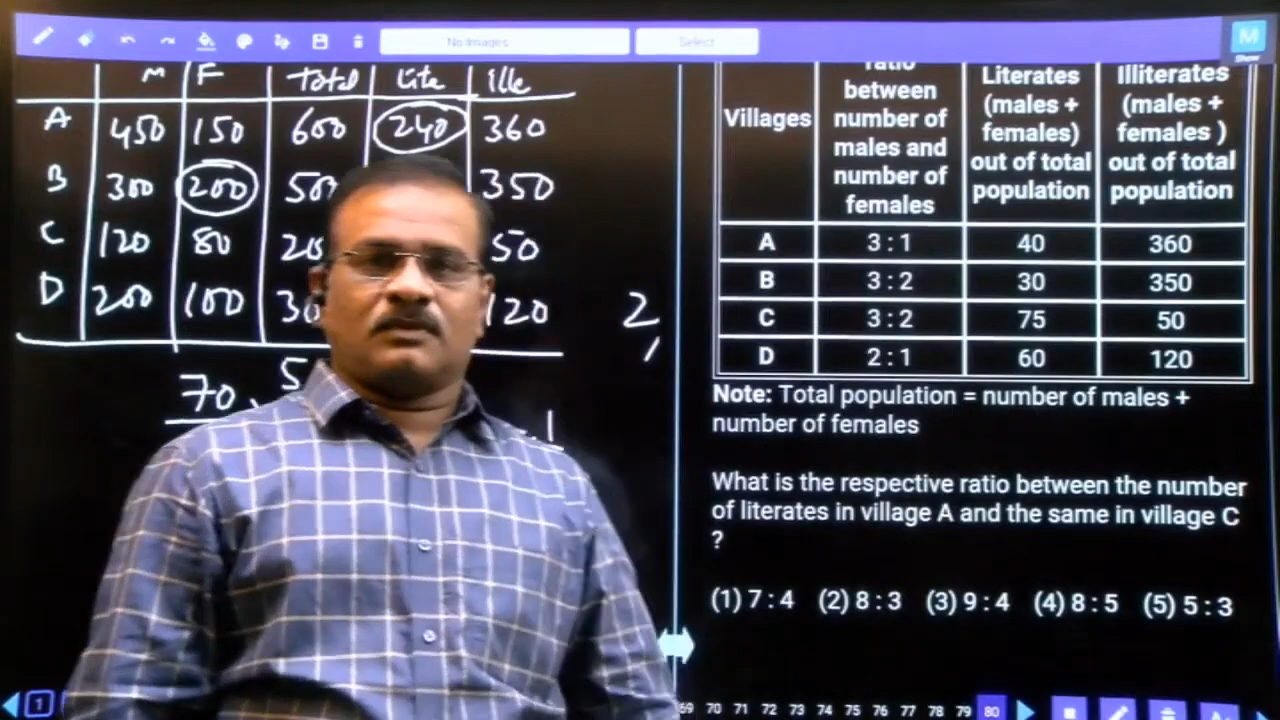 No Images
Select
M
Show
M F Total Lite Ille
A 450 150 600 240 360
B 300 200 350
C 120 80 50
D 200 100 120
2,
70
Villages
ratio
between
number of
males and
number of
females
Literates
(males +
females)
out of total
population
Illiterates
(males +
females )
out of total
population
A 3 : 1 40 360
B 3 : 2 30 350
C 3 : 2 75 50
D 2 : 1 60 120
Note: Total population = number of males +
number of females
What is the respective ratio between the number
of literates in village A and the same in village C
?
(1) 7 : 4 (2) 8 : 3 (3) 9 : 4 (4) 8 : 5 (5) 5 : 3
1
69 70 71 72 73 74 75 76 77 78 79 80